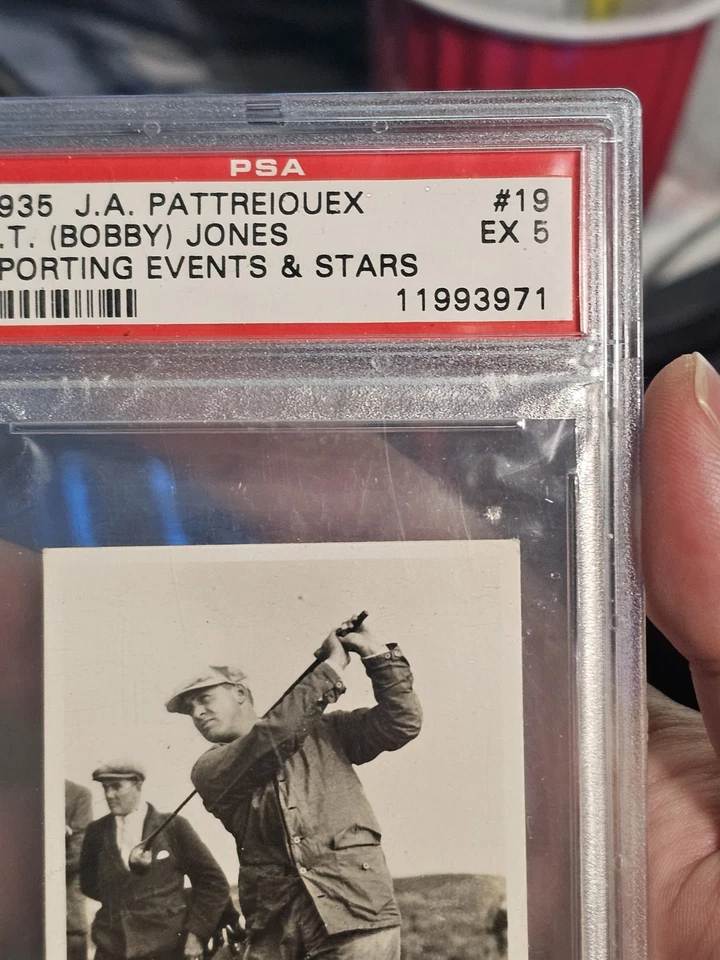 PSA
935 J.A. PATTREIOUEX #19
.T. (BOBBY) JONES EX 5
PORTING EVENTS & STARS
11993971